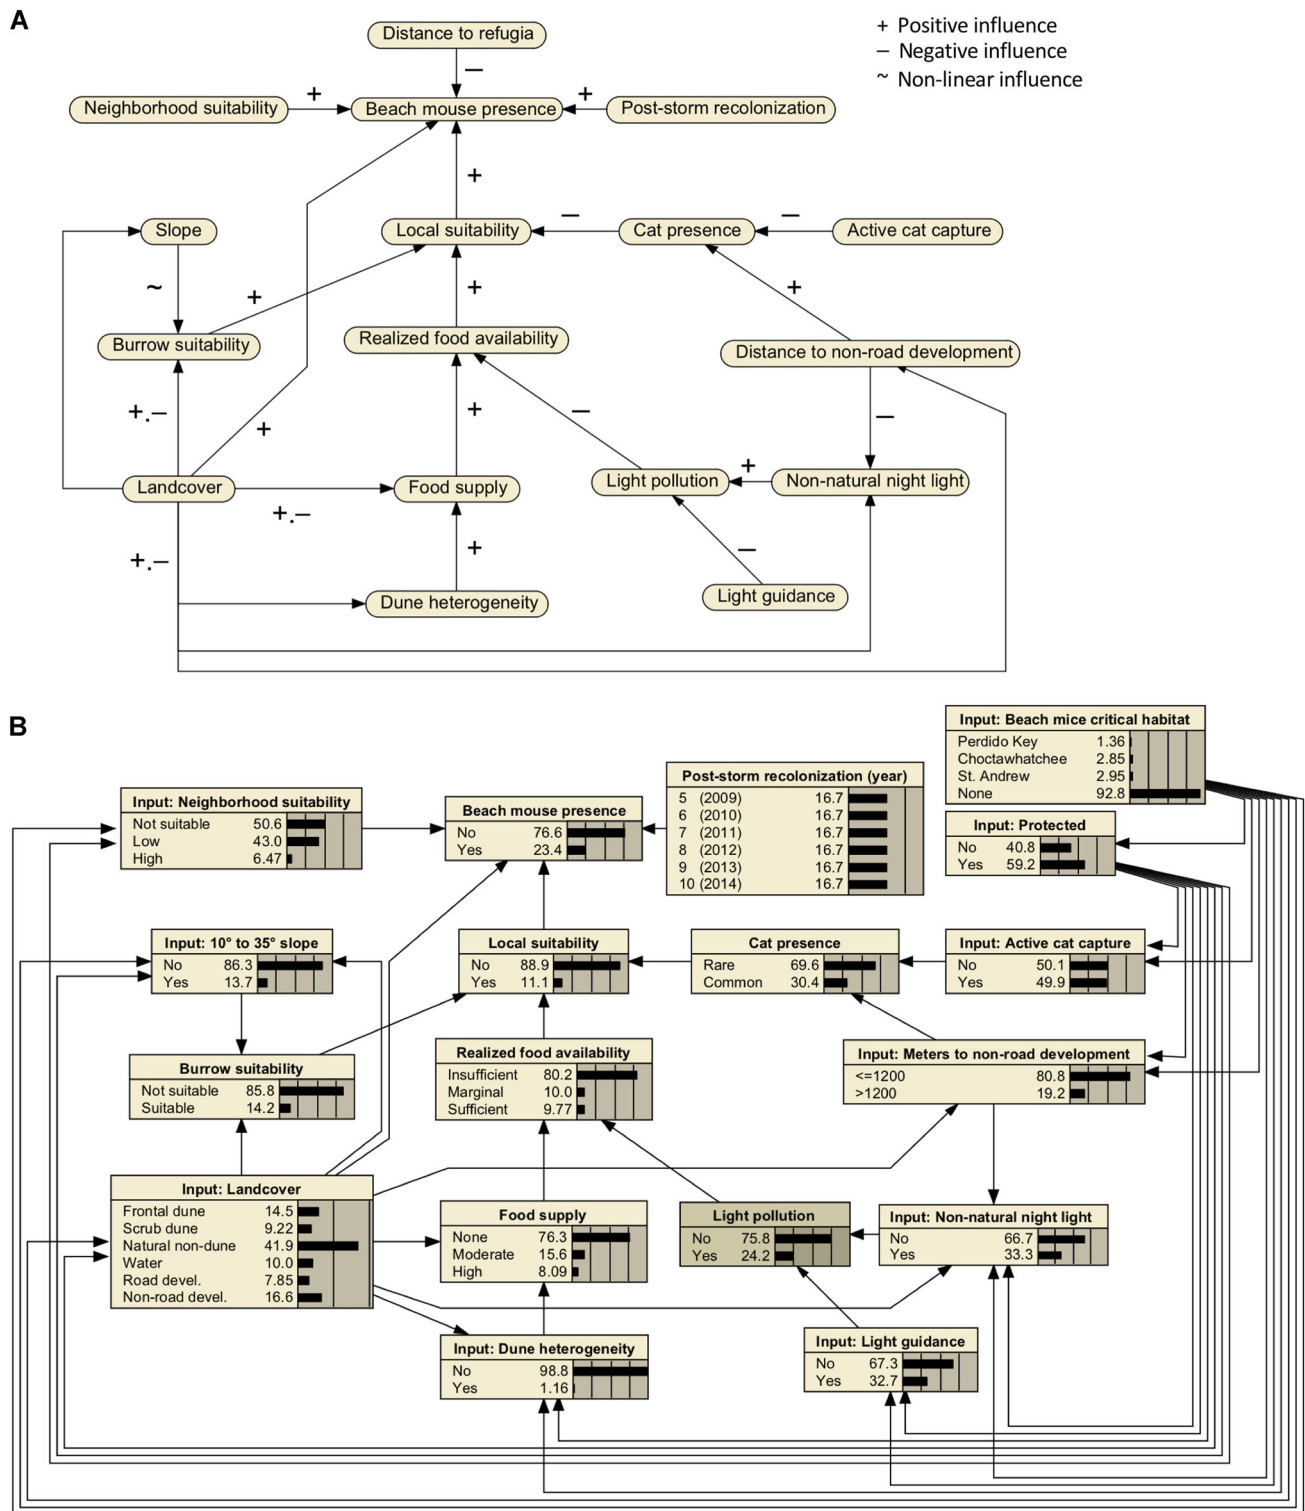 A
Distance to refugia
+ Positive influence
– Negative influence
~ Non-linear influence
–
Neighborhood suitability
+
Beach mouse presence
+
Post-storm recolonization
+
Slope
Local suitability
–
Cat presence
–
Active cat capture
~
+
+
+
Burrow suitability
Realized food availability
Distance to non-road development
+.–
+
+
–
–
Landcover
Food supply
Light pollution
+
Non-natural night light
+.–
+.–
+
–
Dune heterogeneity
Light guidance
B
Input: Beach mice critical habitat
Perdido Key 1.36
Choctawhatchee 2.85
St. Andrew 2.95
None 92.8
Post-storm recolonization (year)
5 (2009) 16.7
6 (2010) 16.7
7 (2011) 16.7
8 (2012) 16.7
9 (2013) 16.7
10 (2014) 16.7
Input: Neighborhood suitability
Not suitable 50.6
Low 43.0
High 6.47
Beach mouse presence
No 76.6
Yes 23.4
Input: Protected
No 40.8
Yes 59.2
Input: 10° to 35° slope
No 86.3
Yes 13.7
Local suitability
No 88.9
Yes 11.1
Cat presence
Rare 69.6
Common 30.4
Input: Active cat capture
No 50.1
Yes 49.9
Burrow suitability
Not suitable 85.8
Suitable 14.2
Realized food availability
Insufficient 80.2
Marginal 10.0
Sufficient 9.77
Input: Meters to non-road development
<=1200 80.8
>1200 19.2
Input: Landcover
Frontal dune 14.5
Scrub dune 9.22
Natural non-dune 41.9
Water 10.0
Road devel. 7.85
Non-road devel. 16.6
Food supply
None 76.3
Moderate 15.6
High 8.09
Light pollution
No 75.8
Yes 24.2
Input: Non-natural night light
No 66.7
Yes 33.3
Input: Dune heterogeneity
No 98.8
Yes 1.16
Input: Light guidance
No 67.3
Yes 32.7